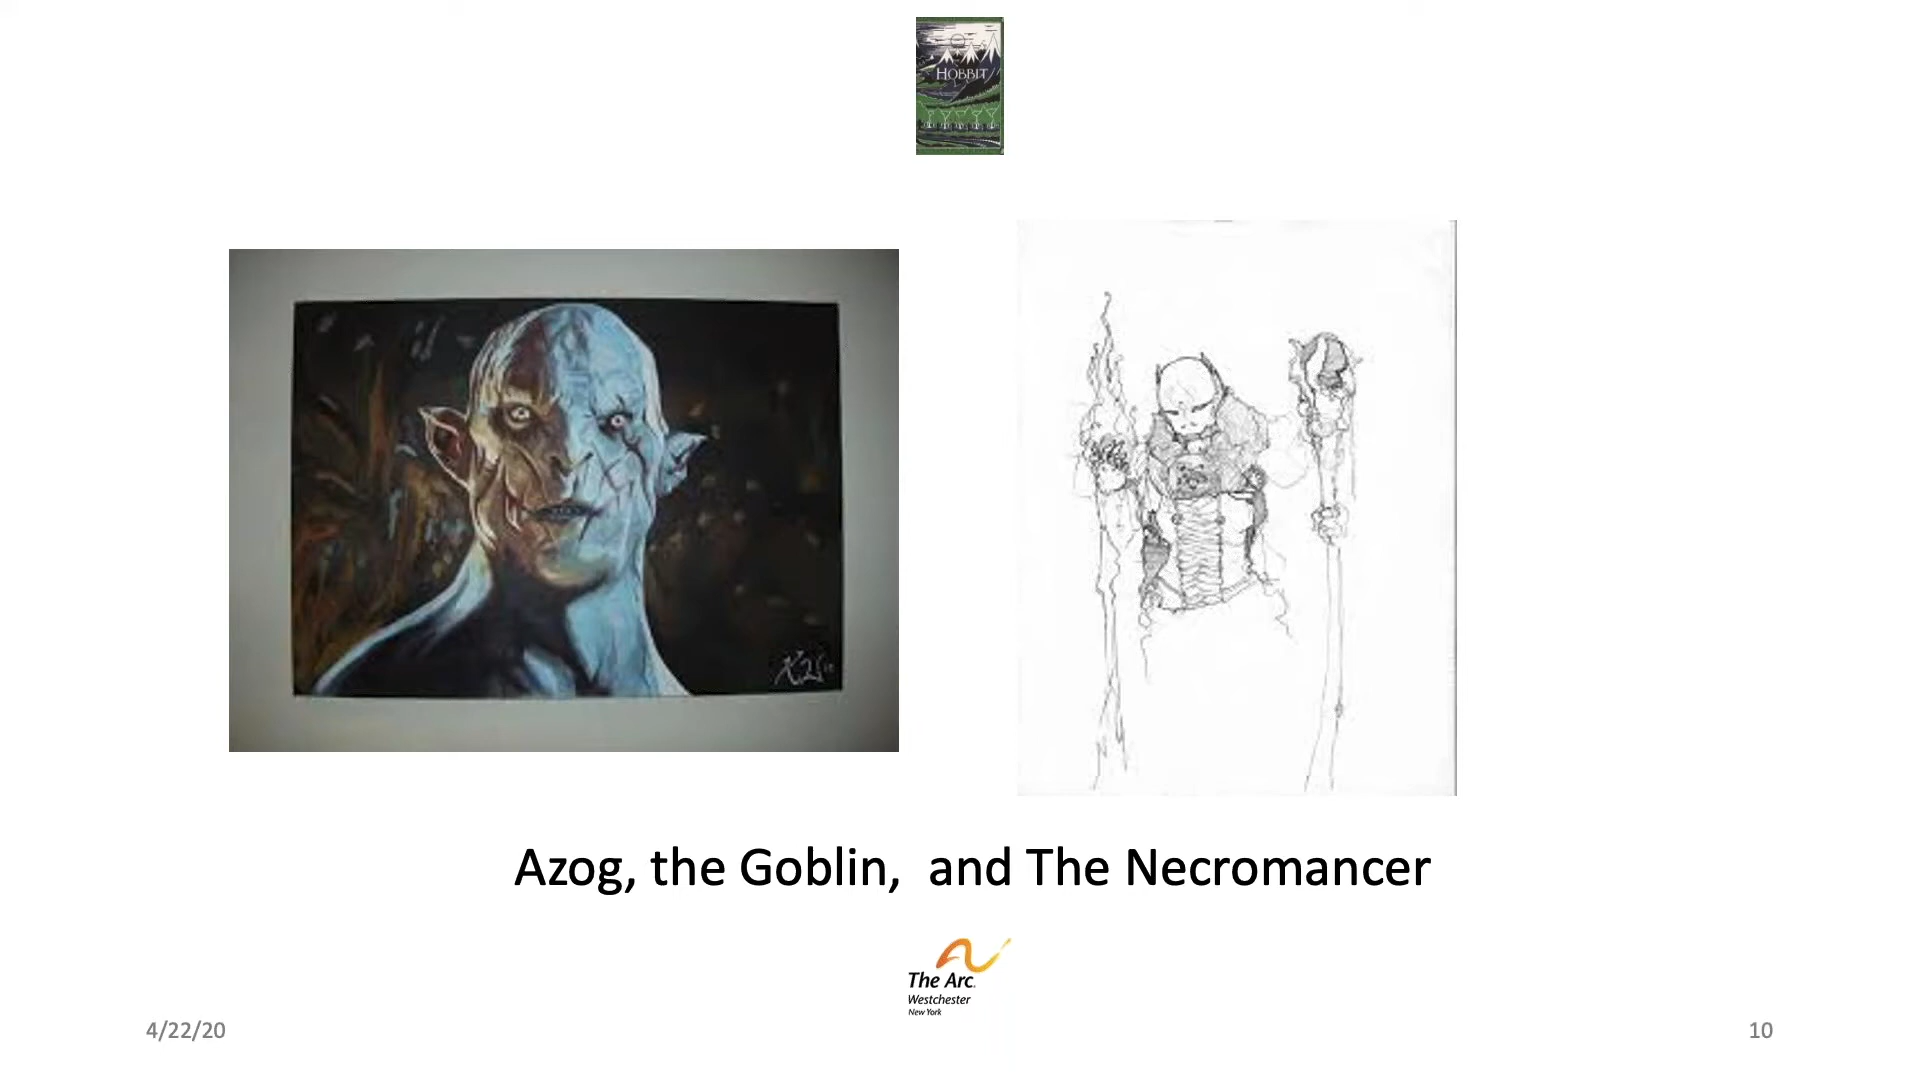 HOBBIT
Azog, the Goblin,  and The Necromancer
The Arc
Westchester
New York
4/22/20
10